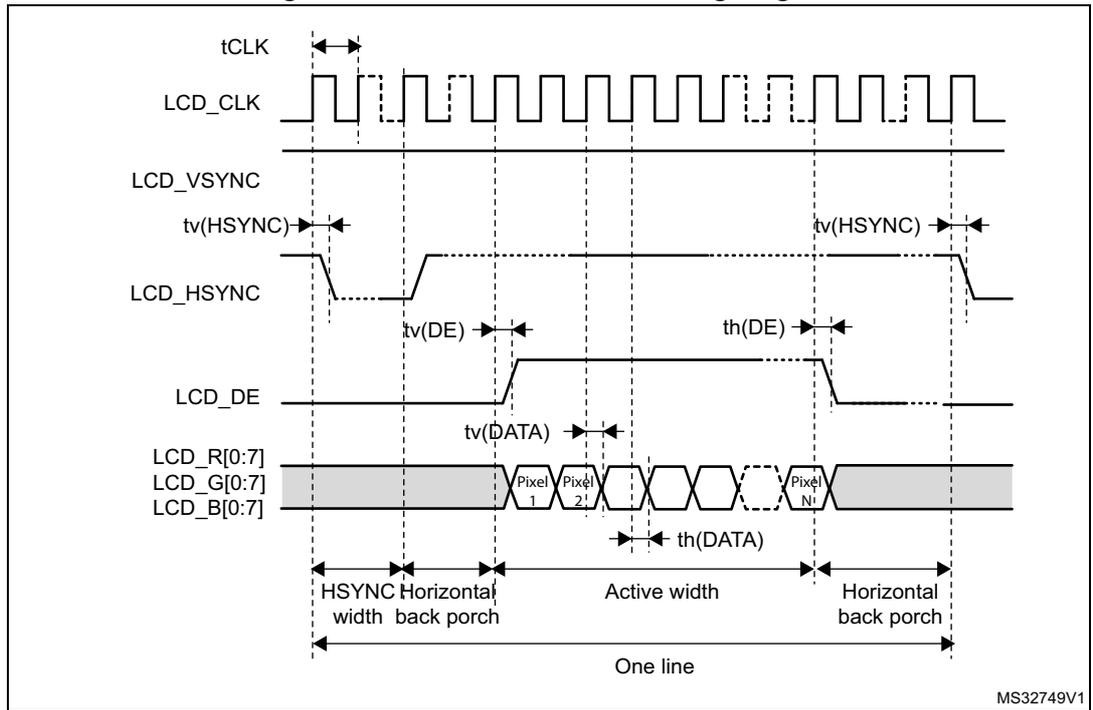 tCLK
LCD_CLK
LCD_VSYNC
tv(HSYNC)
tv(HSYNC)
LCD_HSYNC
tv(DE)
th(DE)
LCD_DE
tv(DATA)
LCD_R[0:7]
LCD_G[0:7]
LCD_B[0:7]
Pixel
1
Pixel
2
Pixel
N
th(DATA)
HSYNC
width
Horizontal
back porch
Active width
Horizontal
back porch
One line
MS32749V1